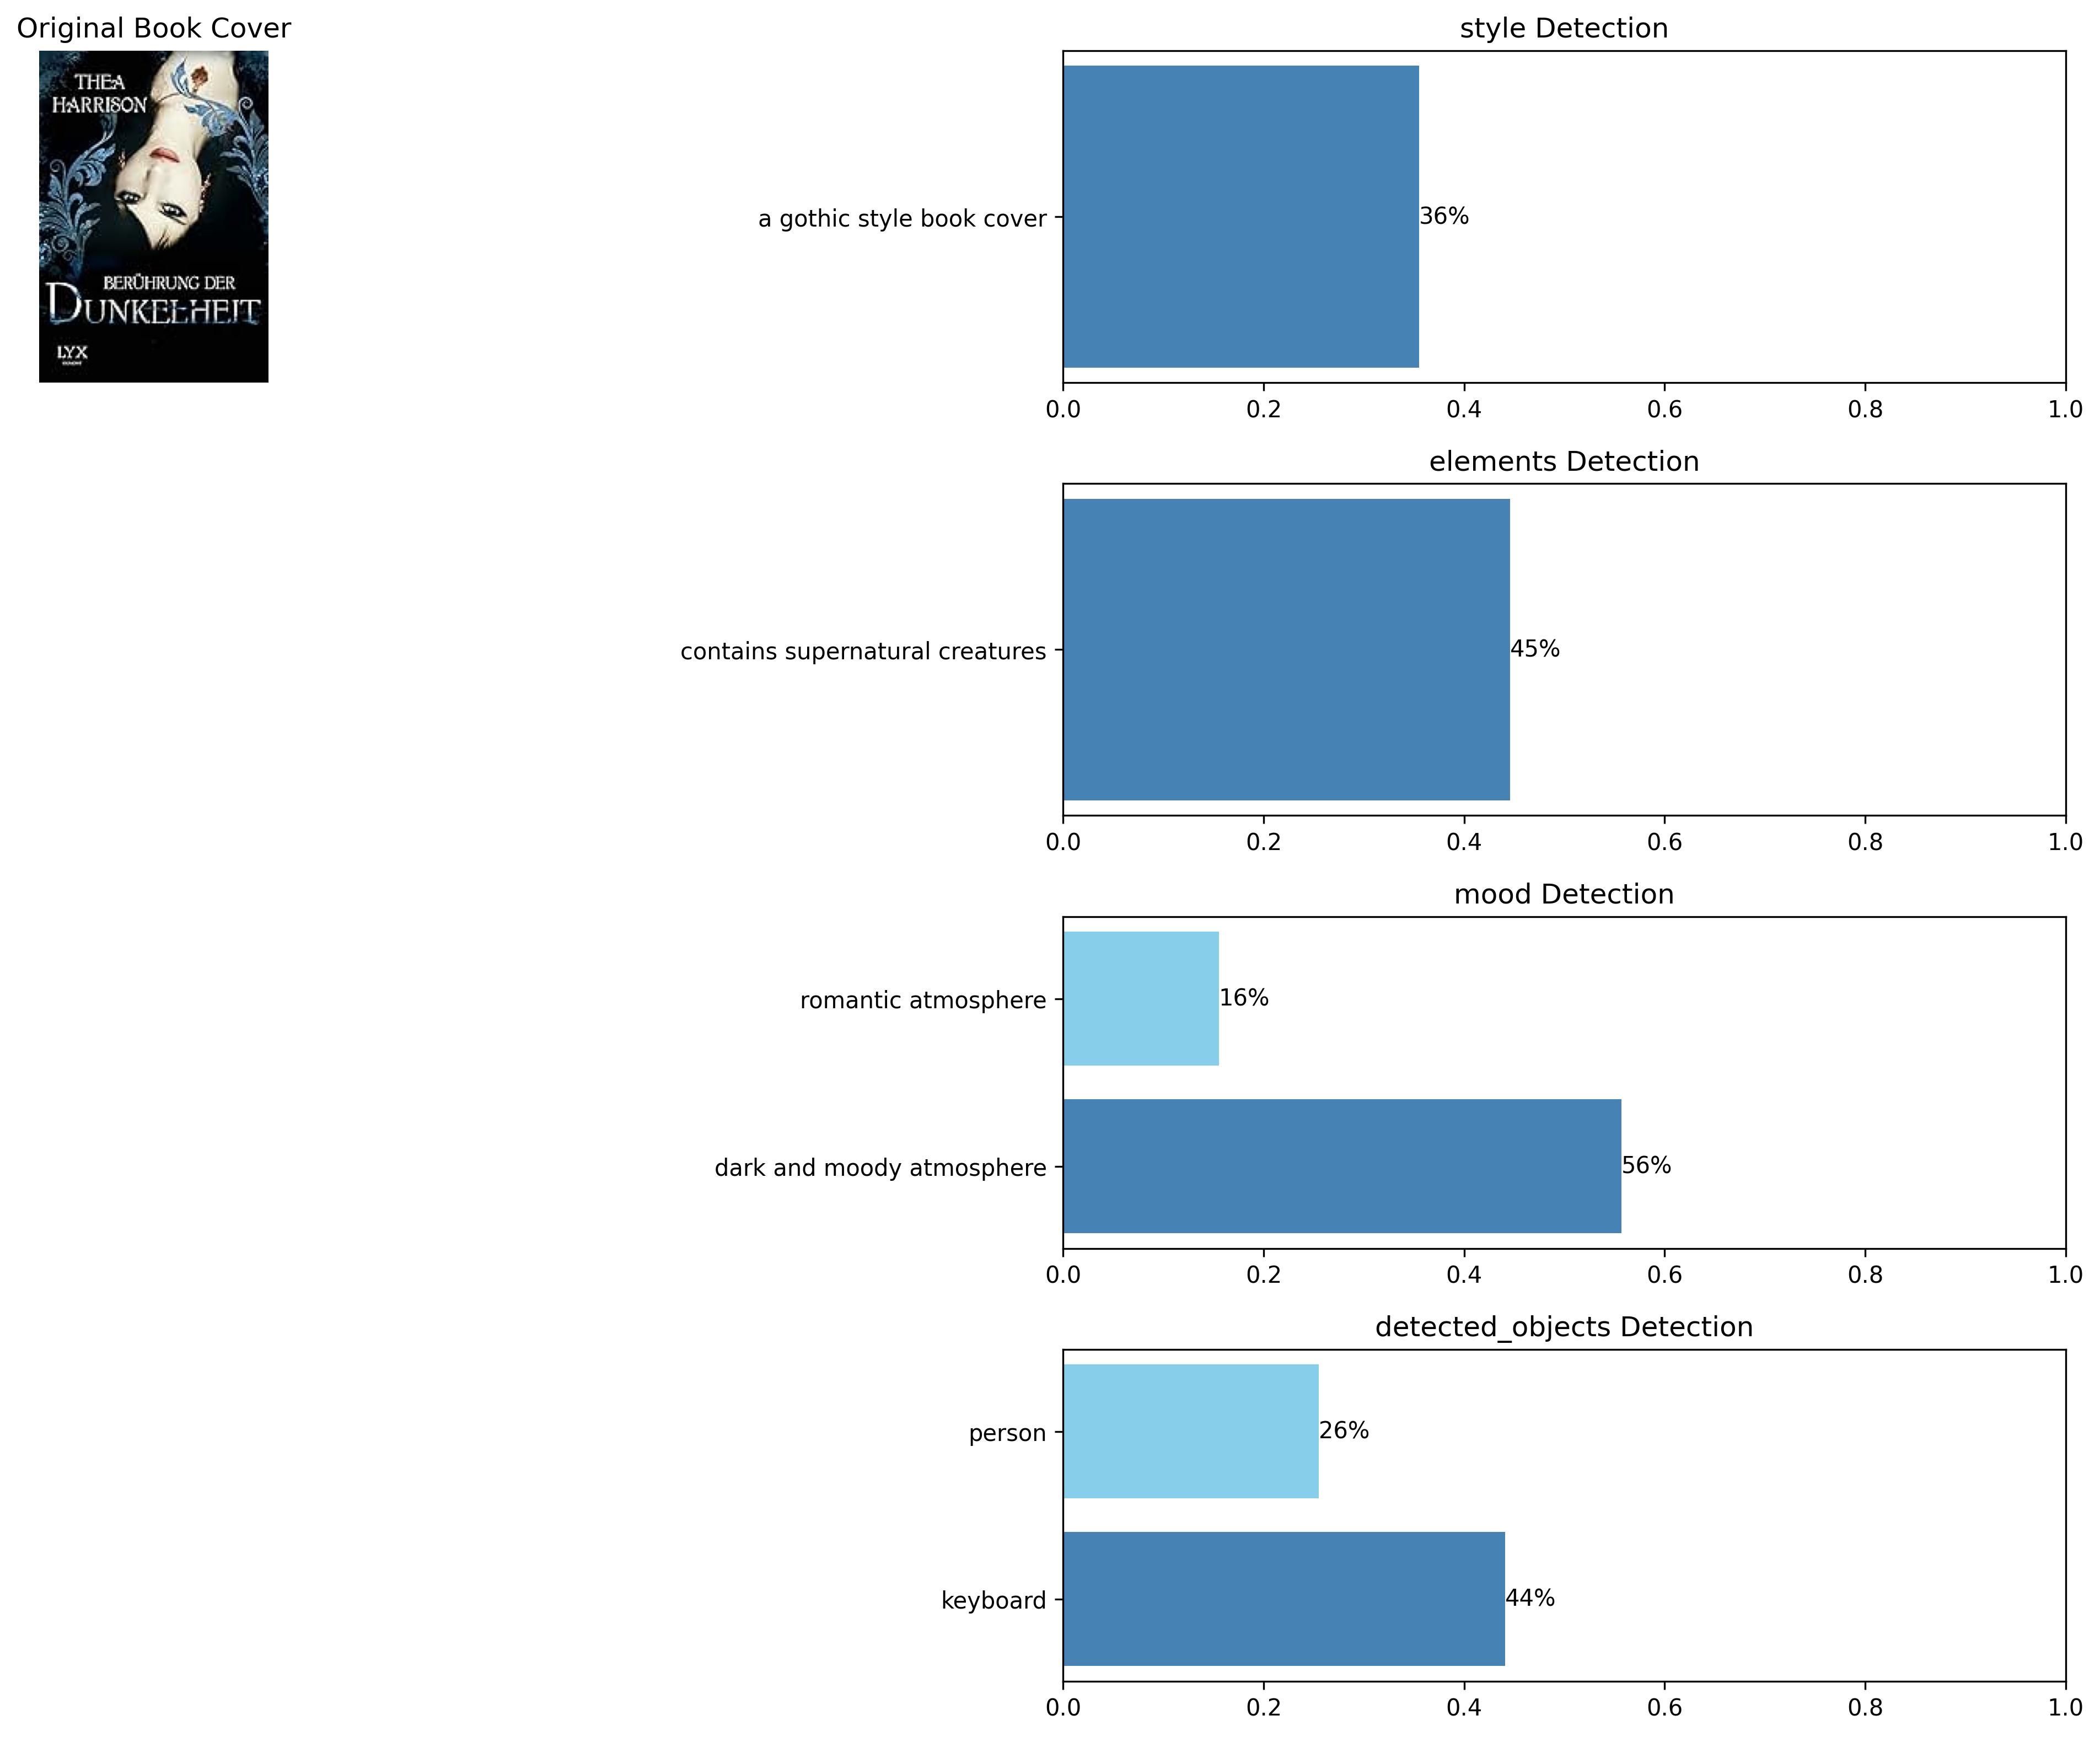 Original Book Cover
THEA
HARRISON
BERÜHRUNG DER
DUNKELHEIT
LYX
style Detection
a gothic style book cover
36%
0.0 0.2 0.4 0.6 0.8 1.0
elements Detection
contains supernatural creatures
45%
0.0 0.2 0.4 0.6 0.8 1.0
mood Detection
romantic atmosphere
16%
dark and moody atmosphere
56%
0.0 0.2 0.4 0.6 0.8 1.0
detected_objects Detection
person
26%
keyboard
44%
0.0 0.2 0.4 0.6 0.8 1.0